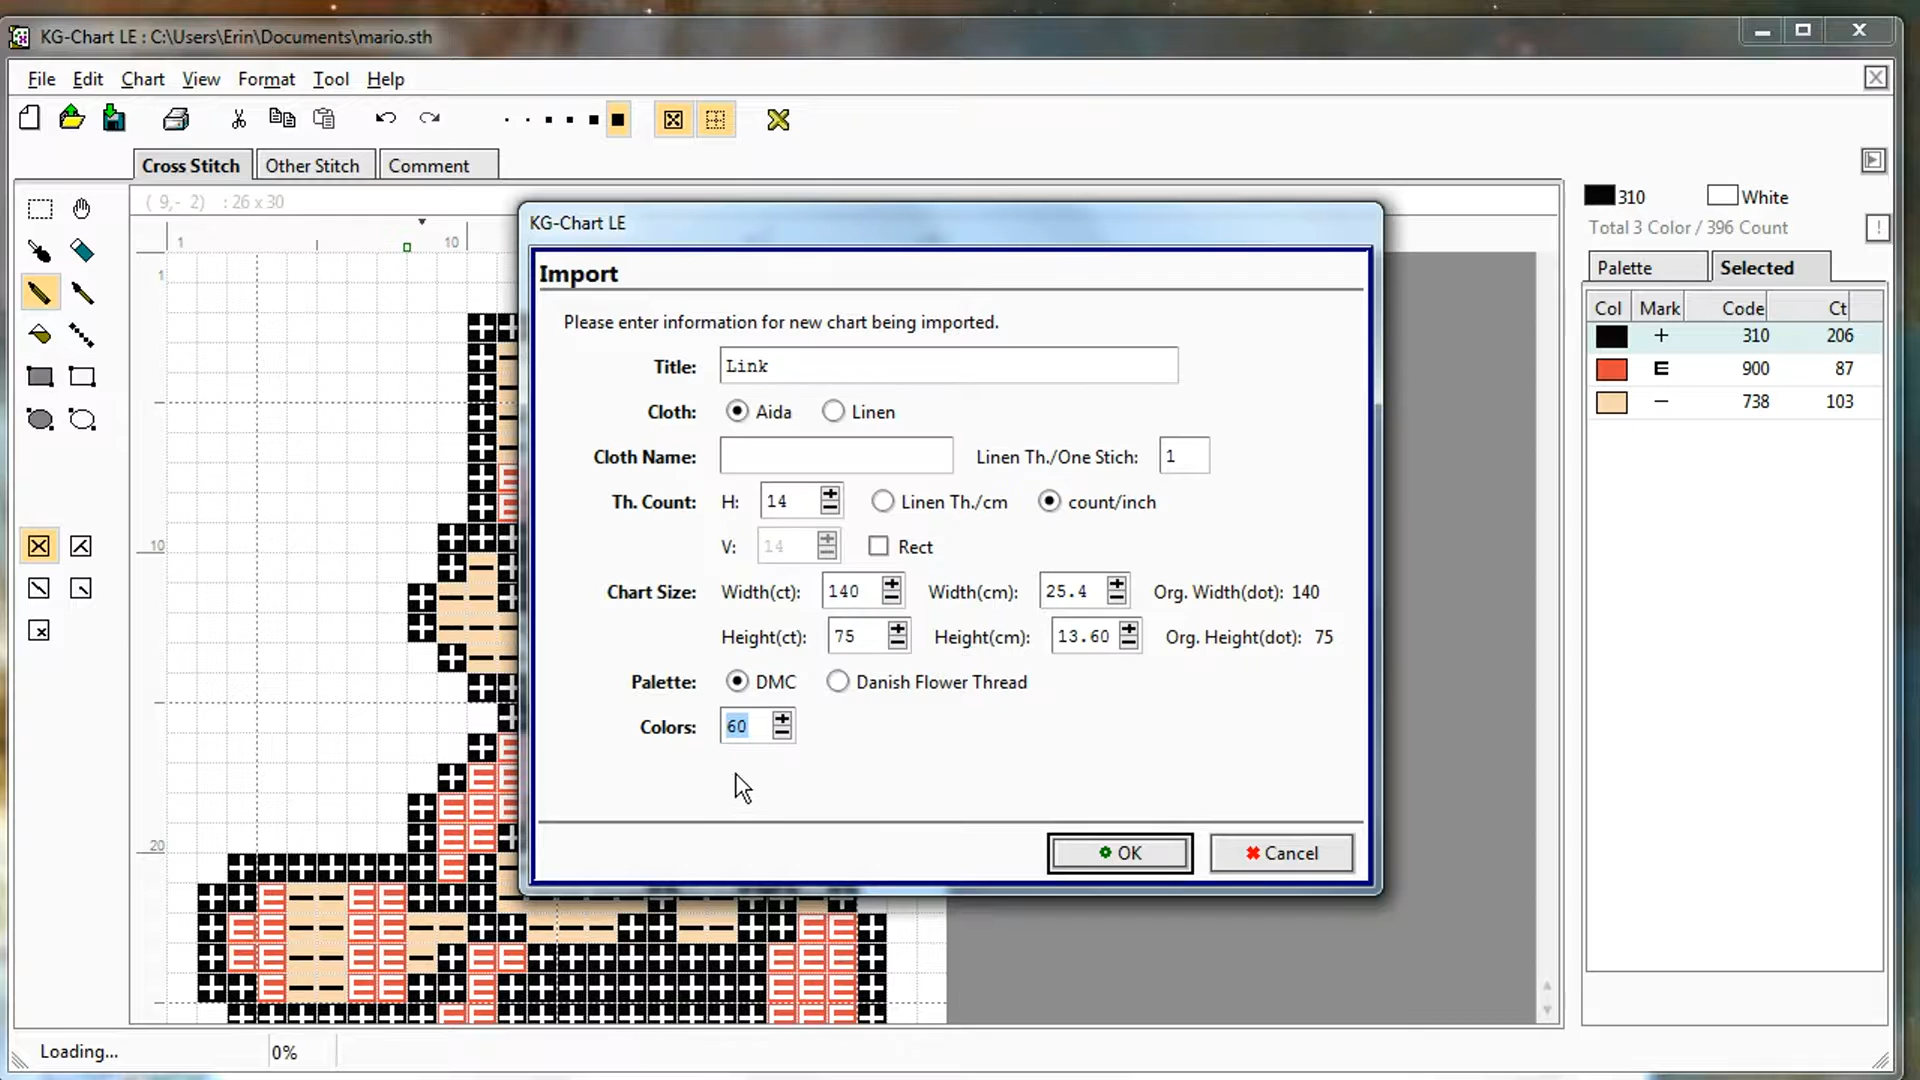 KG-Chart LE : C:\Users\Erin\Documents\mario.sth
File Edit Chart View Format Tool Help
Cross Stitch Other Stitch Comment
( 9,- 2) : 26 x 30
1 10
1
10
20
310 White
Total 3 Color / 396 Count
!
Palette Selected
Col Mark Code Ct
+ 310 206
E 900 87
− 738 103
KG-Chart LE
Import
Please enter information for new chart being imported.
Title: Link
Cloth: Aida Linen
Cloth Name: Linen Th./One Stich: 1
Th. Count: H: 14 Linen Th./cm count/inch
V: 14 Rect
Chart Size: Width(ct): 140 Width(cm): 25.4 Org. Width(dot): 140
Height(ct): 75 Height(cm): 13.60 Org. Height(dot): 75
Palette: DMC Danish Flower Thread
Colors: 60
OK Cancel
Loading... 0%